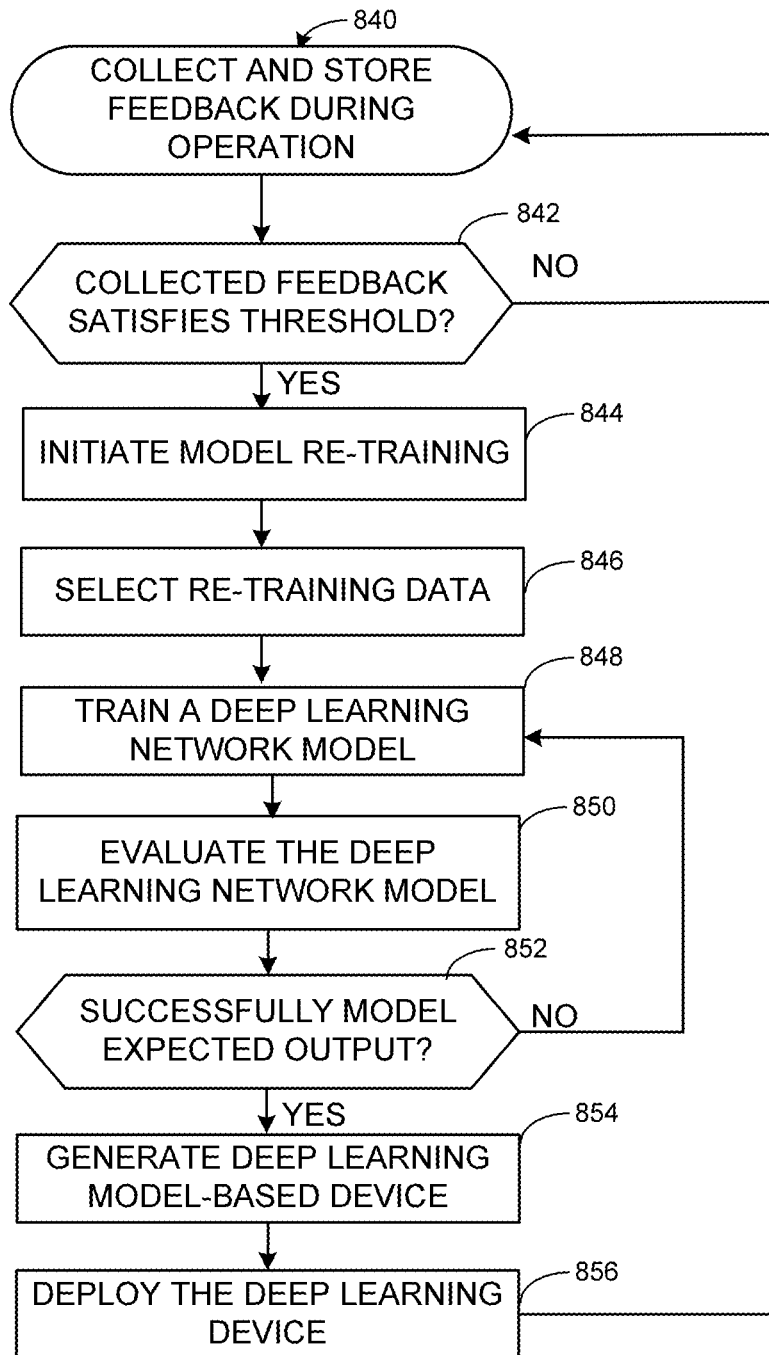 840
COLLECT AND STORE
FEEDBACK DURING
OPERATION
842
COLLECTED FEEDBACK
SATISFIES THRESHOLD?
NO
YES
844
INITIATE MODEL RE-TRAINING
846
SELECT RE-TRAINING DATA
848
TRAIN A DEEP LEARNING
NETWORK MODEL
850
EVALUATE THE DEEP
LEARNING NETWORK MODEL
852
SUCCESSFULLY MODEL
EXPECTED OUTPUT?
NO
YES
854
GENERATE DEEP LEARNING
MODEL-BASED DEVICE
856
DEPLOY THE DEEP LEARNING
DEVICE